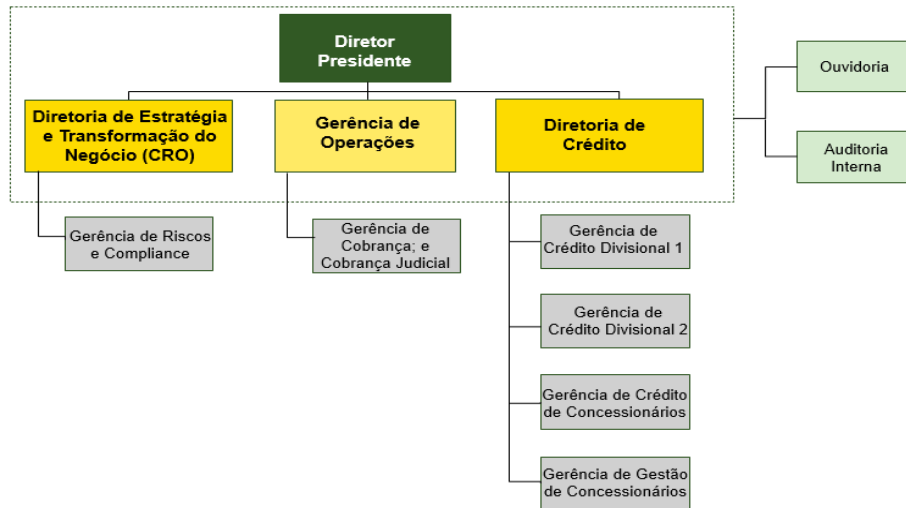 Diretor
Presidente
Diretoria de Estratégia
e Transformação do
Negócio (CRO)
Gerência de
Operações
Diretoria de
Crédito
Ouvidoria
Auditoria
Interna
Gerência de Riscos
e Compliance
Gerência de
Cobrança; e
Cobrança Judicial
Gerência de
Crédito Divisional 1
Gerência de
Crédito Divisional 2
Gerência de Crédito
de Concessionários
Gerência de Gestão
de Concessionários